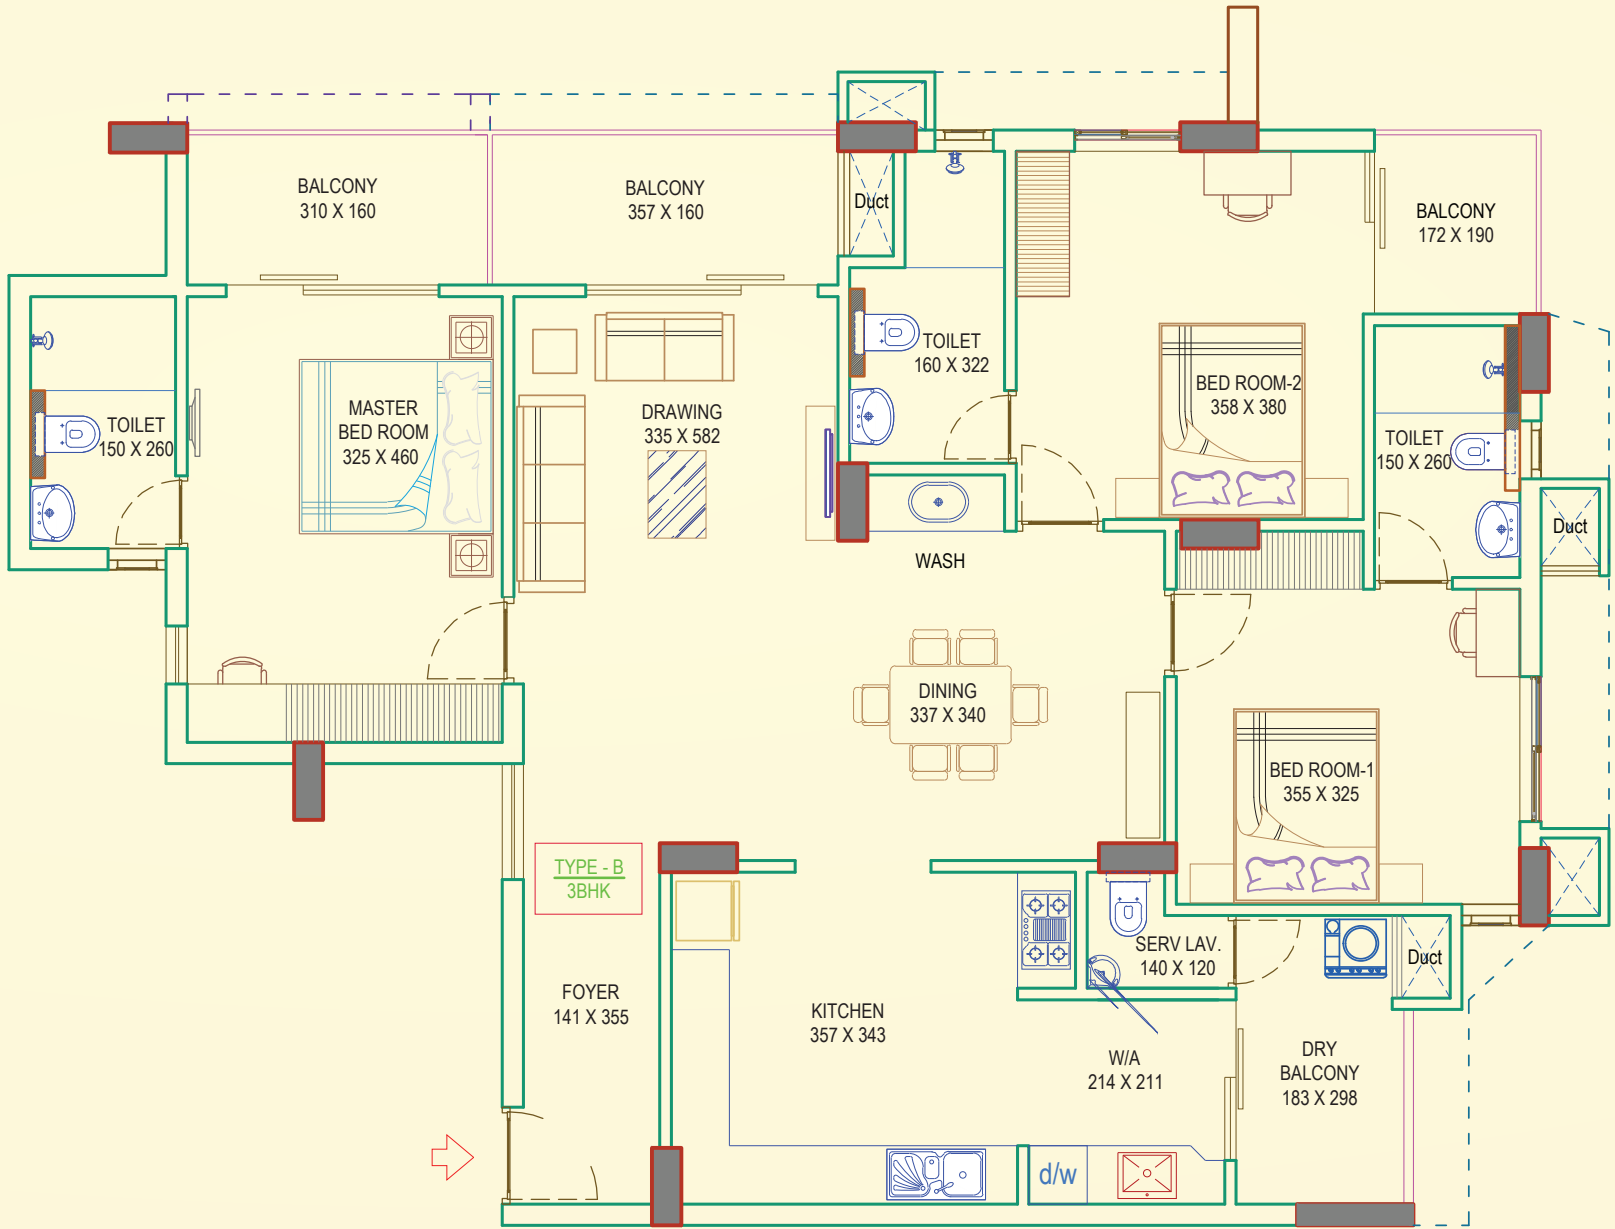 BALCONY
310 X 160
BALCONY
357 X 160
Duct
BALCONY
172 X 190
TOILET
150 X 260
MASTER
BED ROOM
325 X 460
DRAWING
335 X 582
TOILET
160 X 322
BED ROOM-2
358 X 380
TOILET
150 X 260
Duct
WASH
DINING
337 X 340
BED ROOM-1
355 X 325
TYPE - B
3BHK
SERV LAV.
140 X 120
Duct
FOYER
141 X 355
KITCHEN
357 X 343
W/A
214 X 211
DRY
BALCONY
183 X 298
d/w